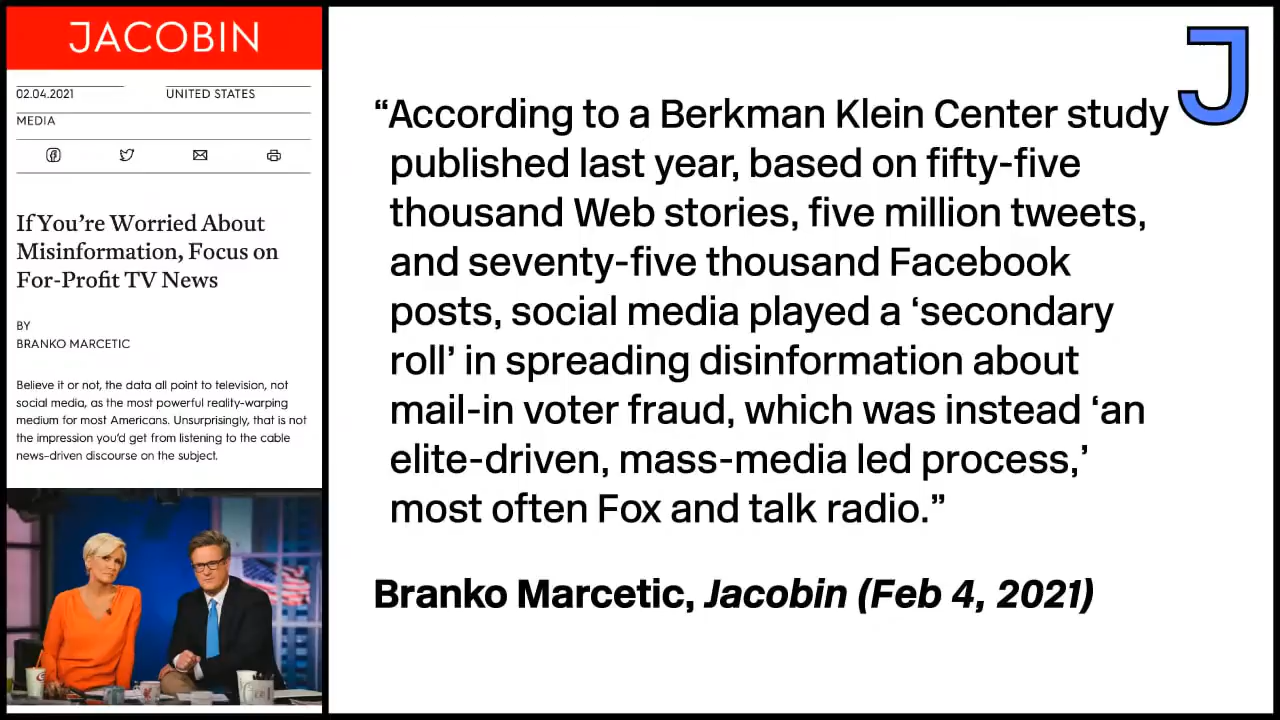 JACOBIN
02.04.2021
UNITED STATES
MEDIA
If You’re Worried About
Misinformation, Focus on
For-Profit TV News
BY
BRANKO MARCETIC
Believe it or not, the data all point to television, not
social media, as the most powerful reality-warping
medium for most Americans. Unsurprisingly, that is not
the impression you’d get from listening to the cable
news-driven discourse on the subject.
J
“According to a Berkman Klein Center study
published last year, based on fifty-five
thousand Web stories, five million tweets,
and seventy-five thousand Facebook
posts, social media played a ‘secondary
roll’ in spreading disinformation about
mail-in voter fraud, which was instead ‘an
elite-driven, mass-media led process,’
most often Fox and talk radio.”
Branko Marcetic, Jacobin (Feb 4, 2021)